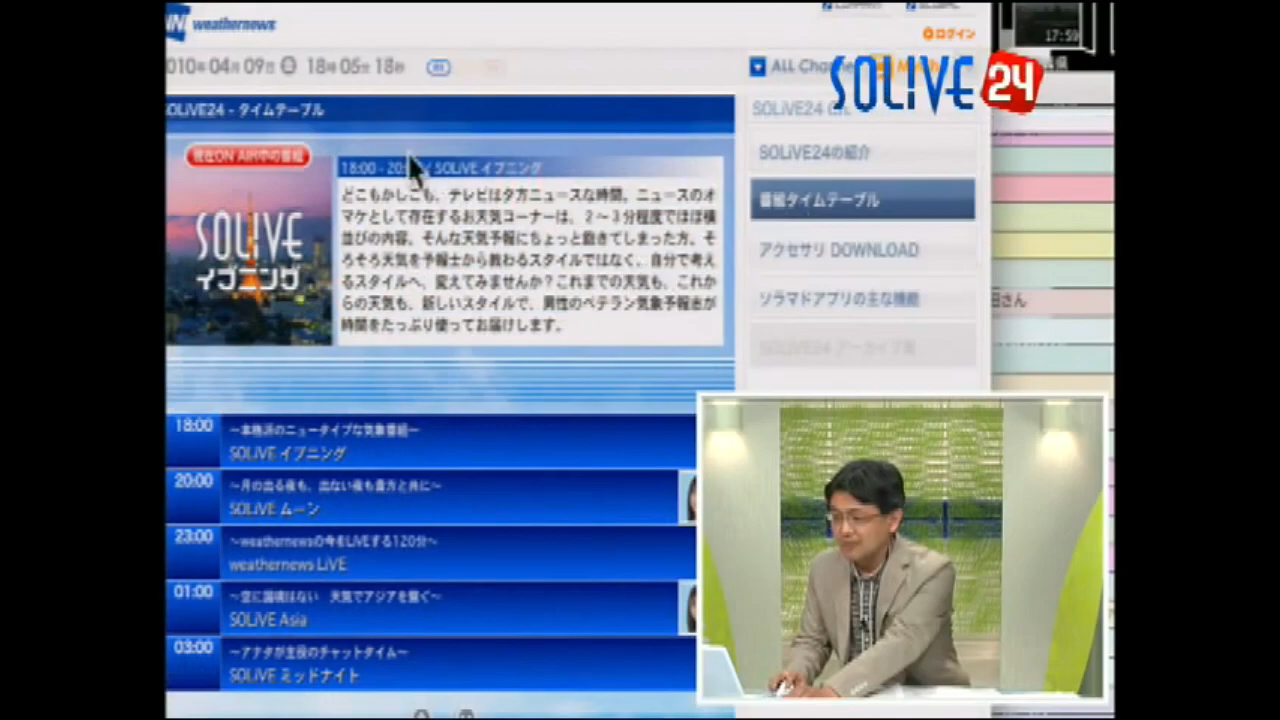 weathernews
ログイン
17:59
010年04月09日 18時05分18秒
ALL Channel
SOLiVE24
SOLiVE24 - タイムテーブル
SOLiVE24 Ch.
現在ON AIR中の番組
18:00 - 20:00 / SOLiVE イブニング
SOLiVE24の紹介
SOLIVE
イブニング
どこもかしこも、テレビは夕方ニュースな時間。ニュースのオ
マケとして存在するお天気コーナーは、２～３分程度でほぼ横
並びの内容。そんな天気予報にちょっと飽きてしまった方。そ
ろそろ天気を予報士から教わるスタイルではなく、自分で考え
るスタイルへ、変えてみませんか？これまでの天気も、これか
らの天気も、新しいスタイルで、男性のベテラン気象予報士が
時間をたっぷり使ってお届けします。
番組タイムテーブル
アクセサリ DOWNLOAD
ソラマドアプリの主な機能
田さん
SOLiVE24 アーカイブ
18:00
～本格派のニュータイプな気象番組～
SOLiVE イブニング
20:00
～月の出る夜も、出ない夜も貴方と共に～
SOLiVE ムーン
23:00
～weathernewsの今をLiVEする120分～
weathernews LiVE
01:00
～空に国境はない 天気でアジアを繋ぐ～
SOLiVE Asia
03:00
～アナタが主役のチャットタイム～
SOLiVE ミッドナイト